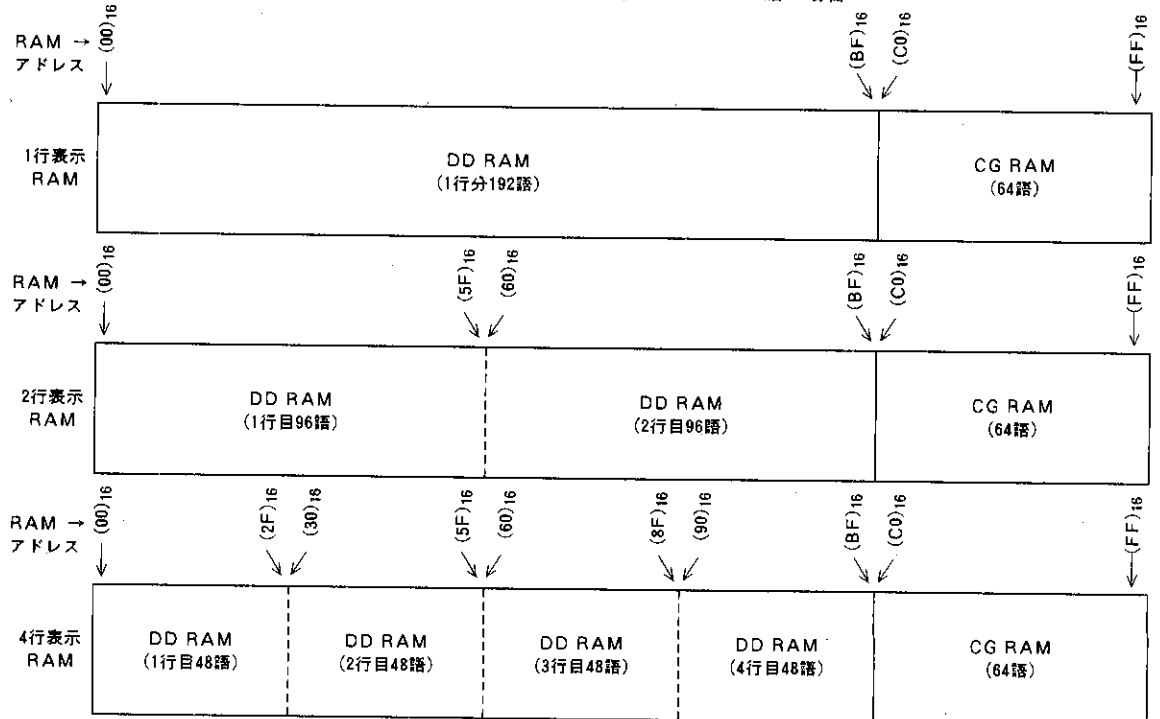 RAM → (00)16 (BF)16 (C0)16 (FF)16
アドレス
1行表示
RAM
DD RAM
(1行分192語)
CG RAM
(64語)
RAM → (00)16 (5F)16 (60)16 (BF)16 (C0)16 (FF)16
アドレス
2行表示
RAM
DD RAM
(1行目96語)
DD RAM
(2行目96語)
CG RAM
(64語)
RAM → (00)16 (2F)16 (30)16 (5F)16 (60)16 (8F)16 (90)16 (BF)16 (C0)16 (FF)16
アドレス
4行表示
RAM
DD RAM
(1行目48語)
DD RAM
(2行目48語)
DD RAM
(3行目48語)
DD RAM
(4行目48語)
CG RAM
(64語)